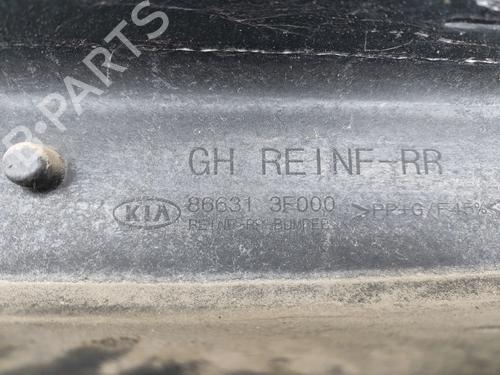 B-PARTS
GH REINF-RR
KIA 86631 3F000 >PP+G/F45%<
REINF-RR BUMPER